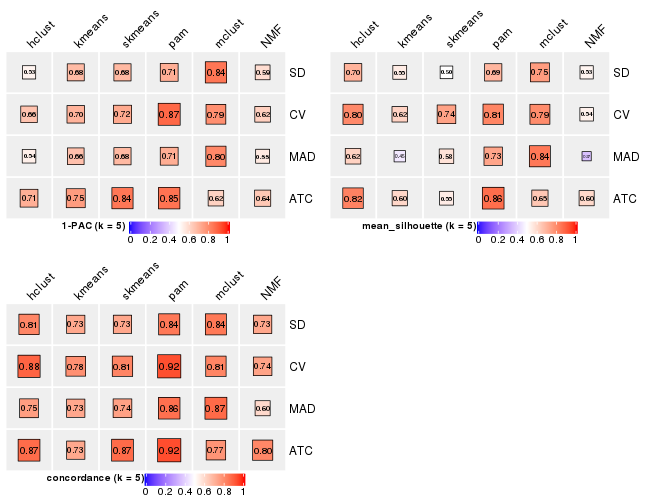 hclust kmeans skmeans pam mclust NMF
0.53 0.68 0.68 0.71 0.84 0.59 SD
0.66 0.70 0.72 0.87 0.79 0.62 CV
0.54 0.66 0.68 0.71 0.80 0.55 MAD
0.71 0.75 0.84 0.85 0.62 0.64 ATC
1-PAC (k = 5)
0 0.2 0.4 0.6 0.8 1
hclust kmeans skmeans pam mclust NMF
0.70 0.55 0.50 0.69 0.75 0.53 SD
0.80 0.62 0.74 0.81 0.79 0.54 CV
0.62 0.45 0.58 0.73 0.84 MAD
0.82 0.60 0.55 0.86 0.65 0.60 ATC
mean_silhouette (k = 5)
0 0.2 0.4 0.6 0.8 1
hclust kmeans skmeans pam mclust NMF
0.81 0.73 0.73 0.84 0.84 0.73 SD
0.88 0.78 0.81 0.92 0.81 0.74 CV
0.75 0.73 0.74 0.86 0.87 0.60 MAD
0.87 0.73 0.87 0.92 0.77 0.80 ATC
concordance (k = 5)
0 0.2 0.4 0.6 0.8 1